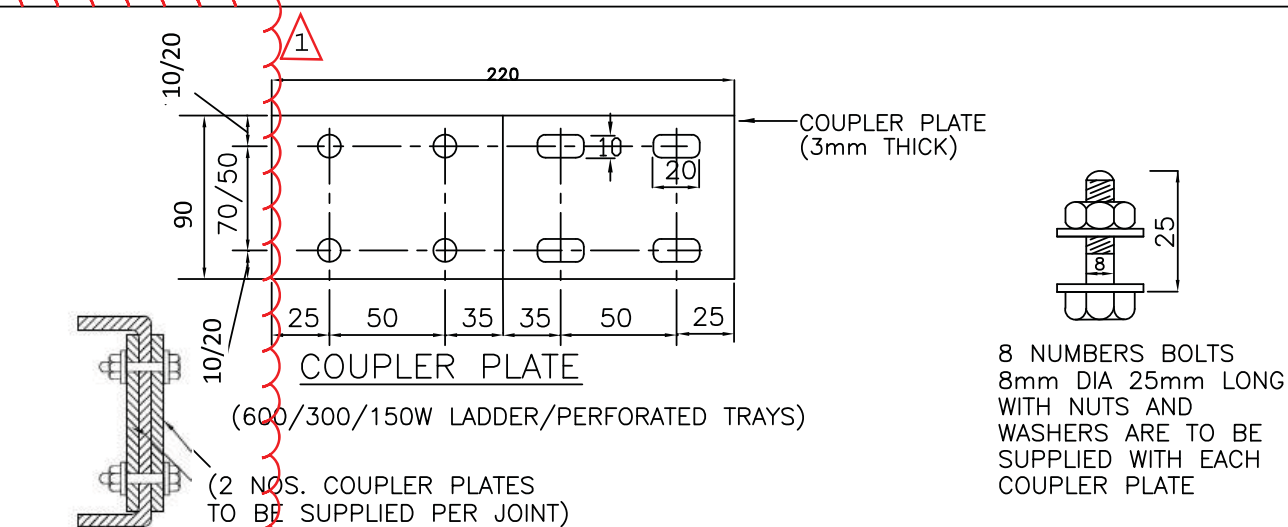 1
10/20
220
COUPLER PLATE
(3mm THICK)
10
20
90
70/50
25
8
25 50 35 35 50 25
10/20
COUPLER PLATE
(600/300/150W LADDER/PERFORATED TRAYS)
(2 NOS. COUPLER PLATES
TO BE SUPPLIED PER JOINT)
8 NUMBERS BOLTS
8mm DIA 25mm LONG
WITH NUTS AND
WASHERS ARE TO BE
SUPPLIED WITH EACH
COUPLER PLATE